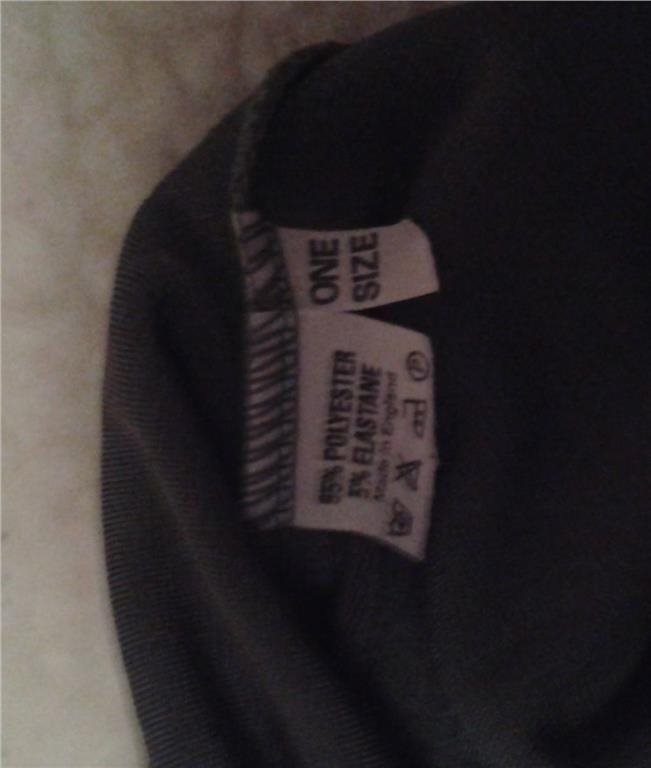 ONE
SIZE
95% POLYESTER
5% ELASTANE
Made in England
P